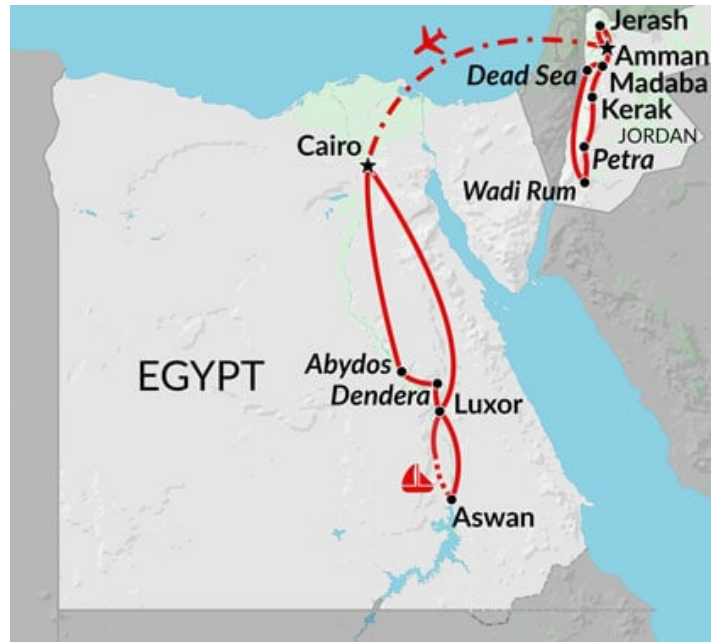 Jerash
Amman
Dead Sea
Madaba
Kerak
JORDAN
Petra
Cairo
Wadi Rum
Abydos
EGYPT
Dendera
Luxor
Aswan